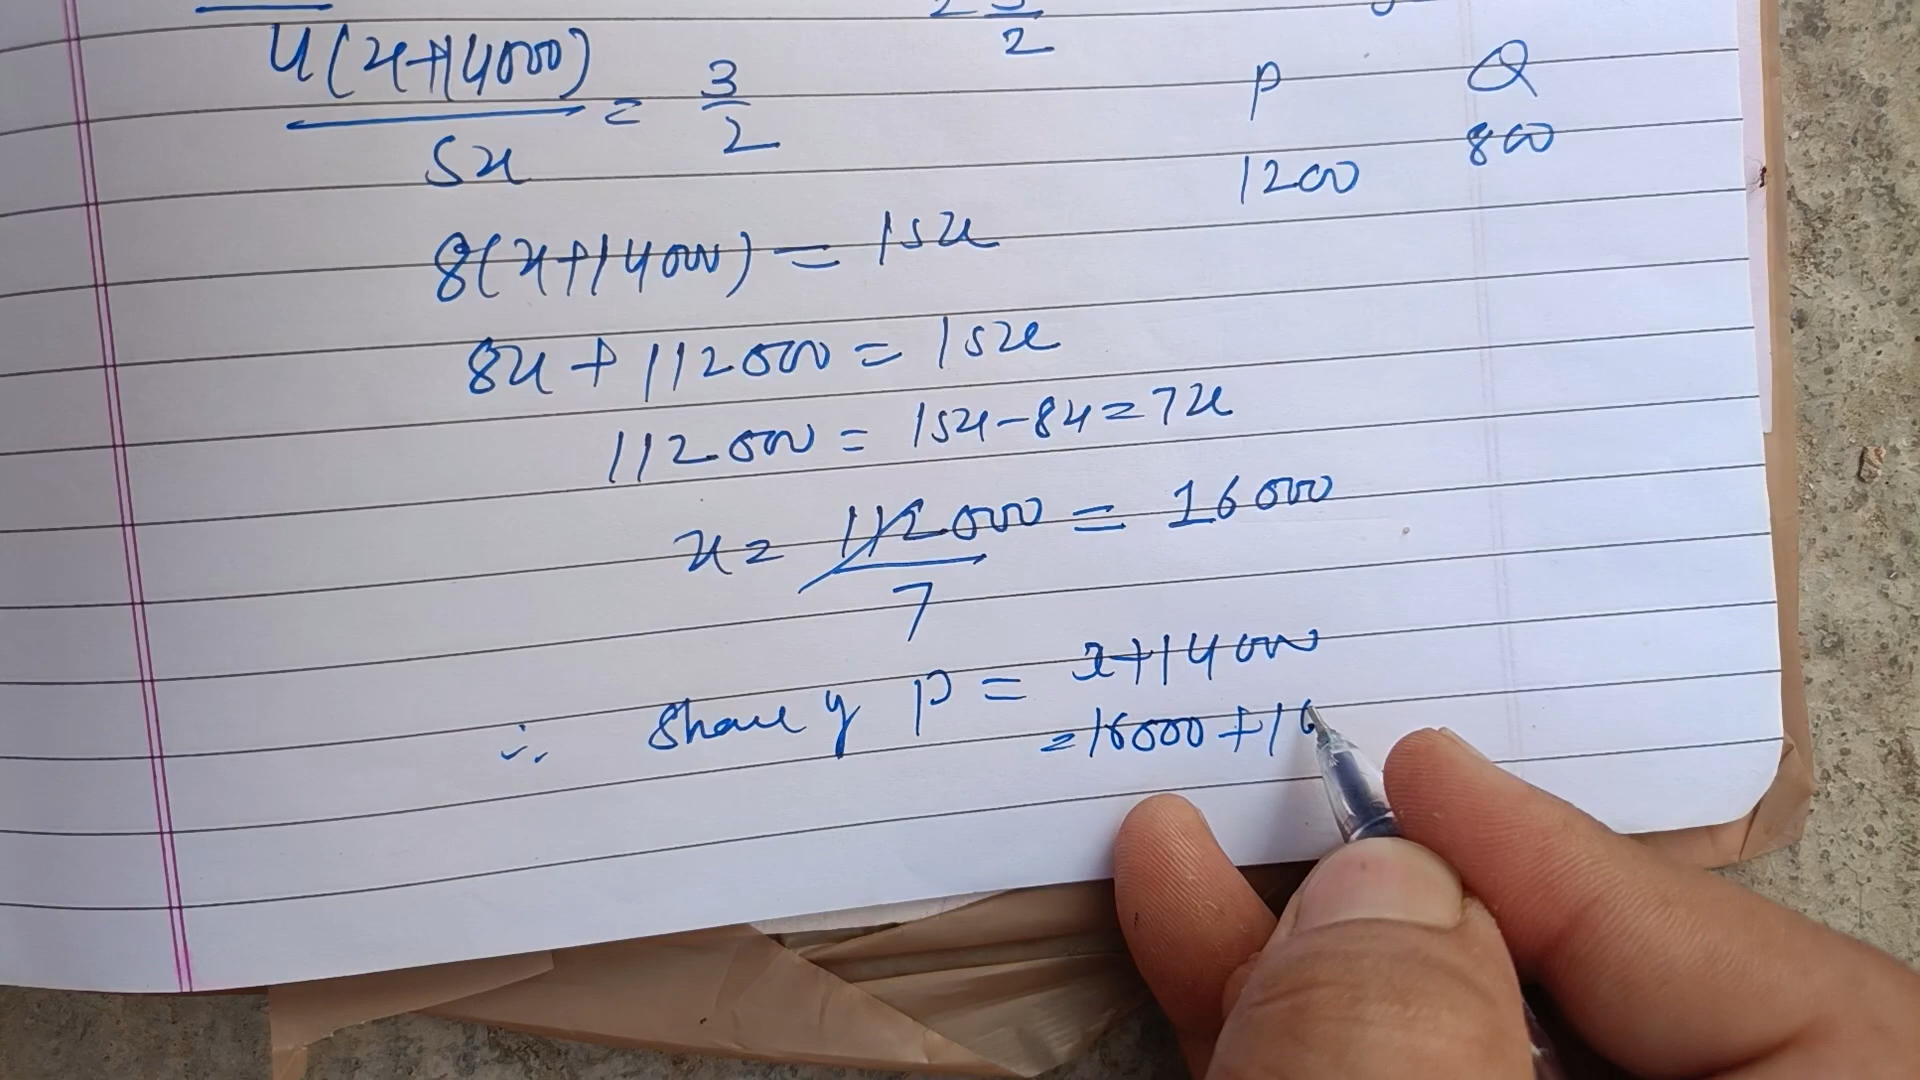 4(x+14000) / 5x = 3/2
2
P Q
1200 800
8(x+14000) = 15x
8x + 112000 = 15x
112000 = 15x-8x=7x
x = 112000 / 7 = 16000
∴ Share of P = x+14000
=16000+1